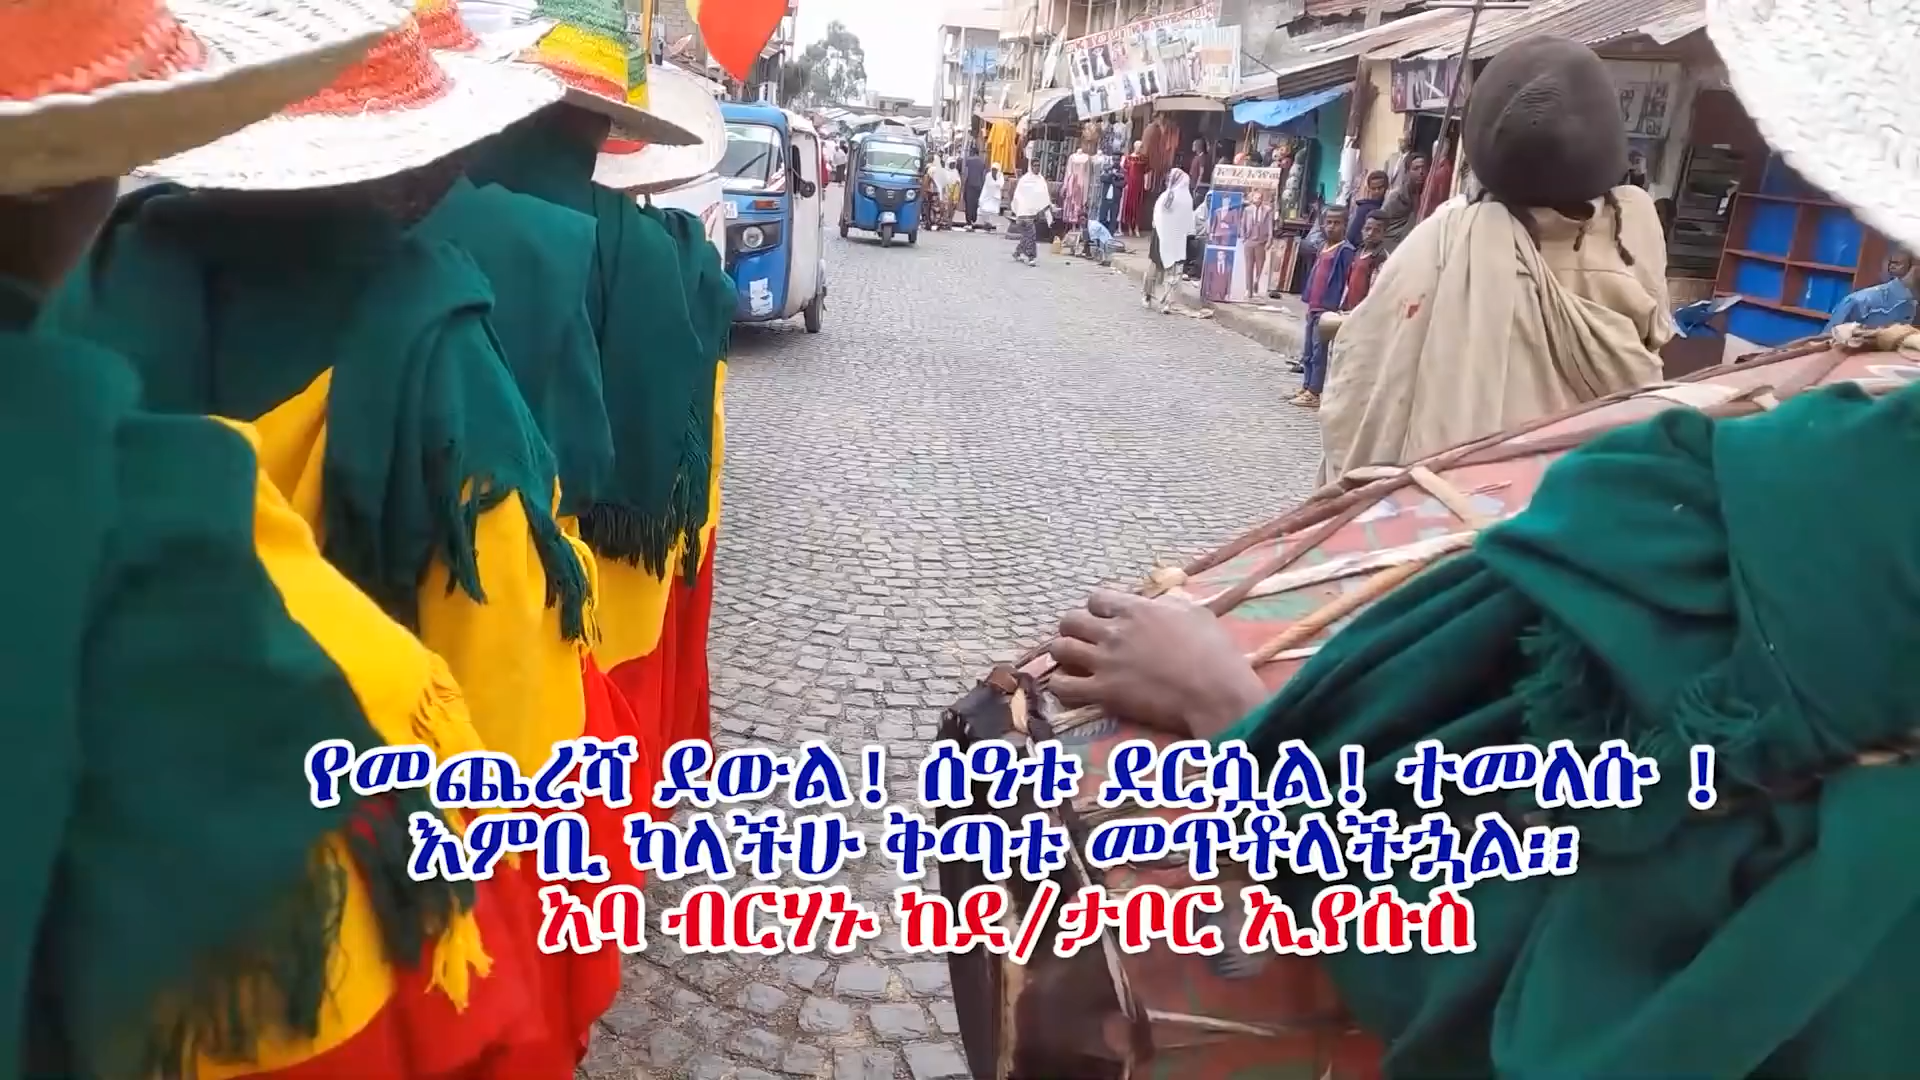 የመጨረሻ ደውል! ሰዓቱ ደርሷል! ተመለሱ !
እምቢ ካላችሁ ቅጣቱ መጥቶላችኋል።
አባ ብርሃኑ ከደ/ታቦር ኢየሱስ